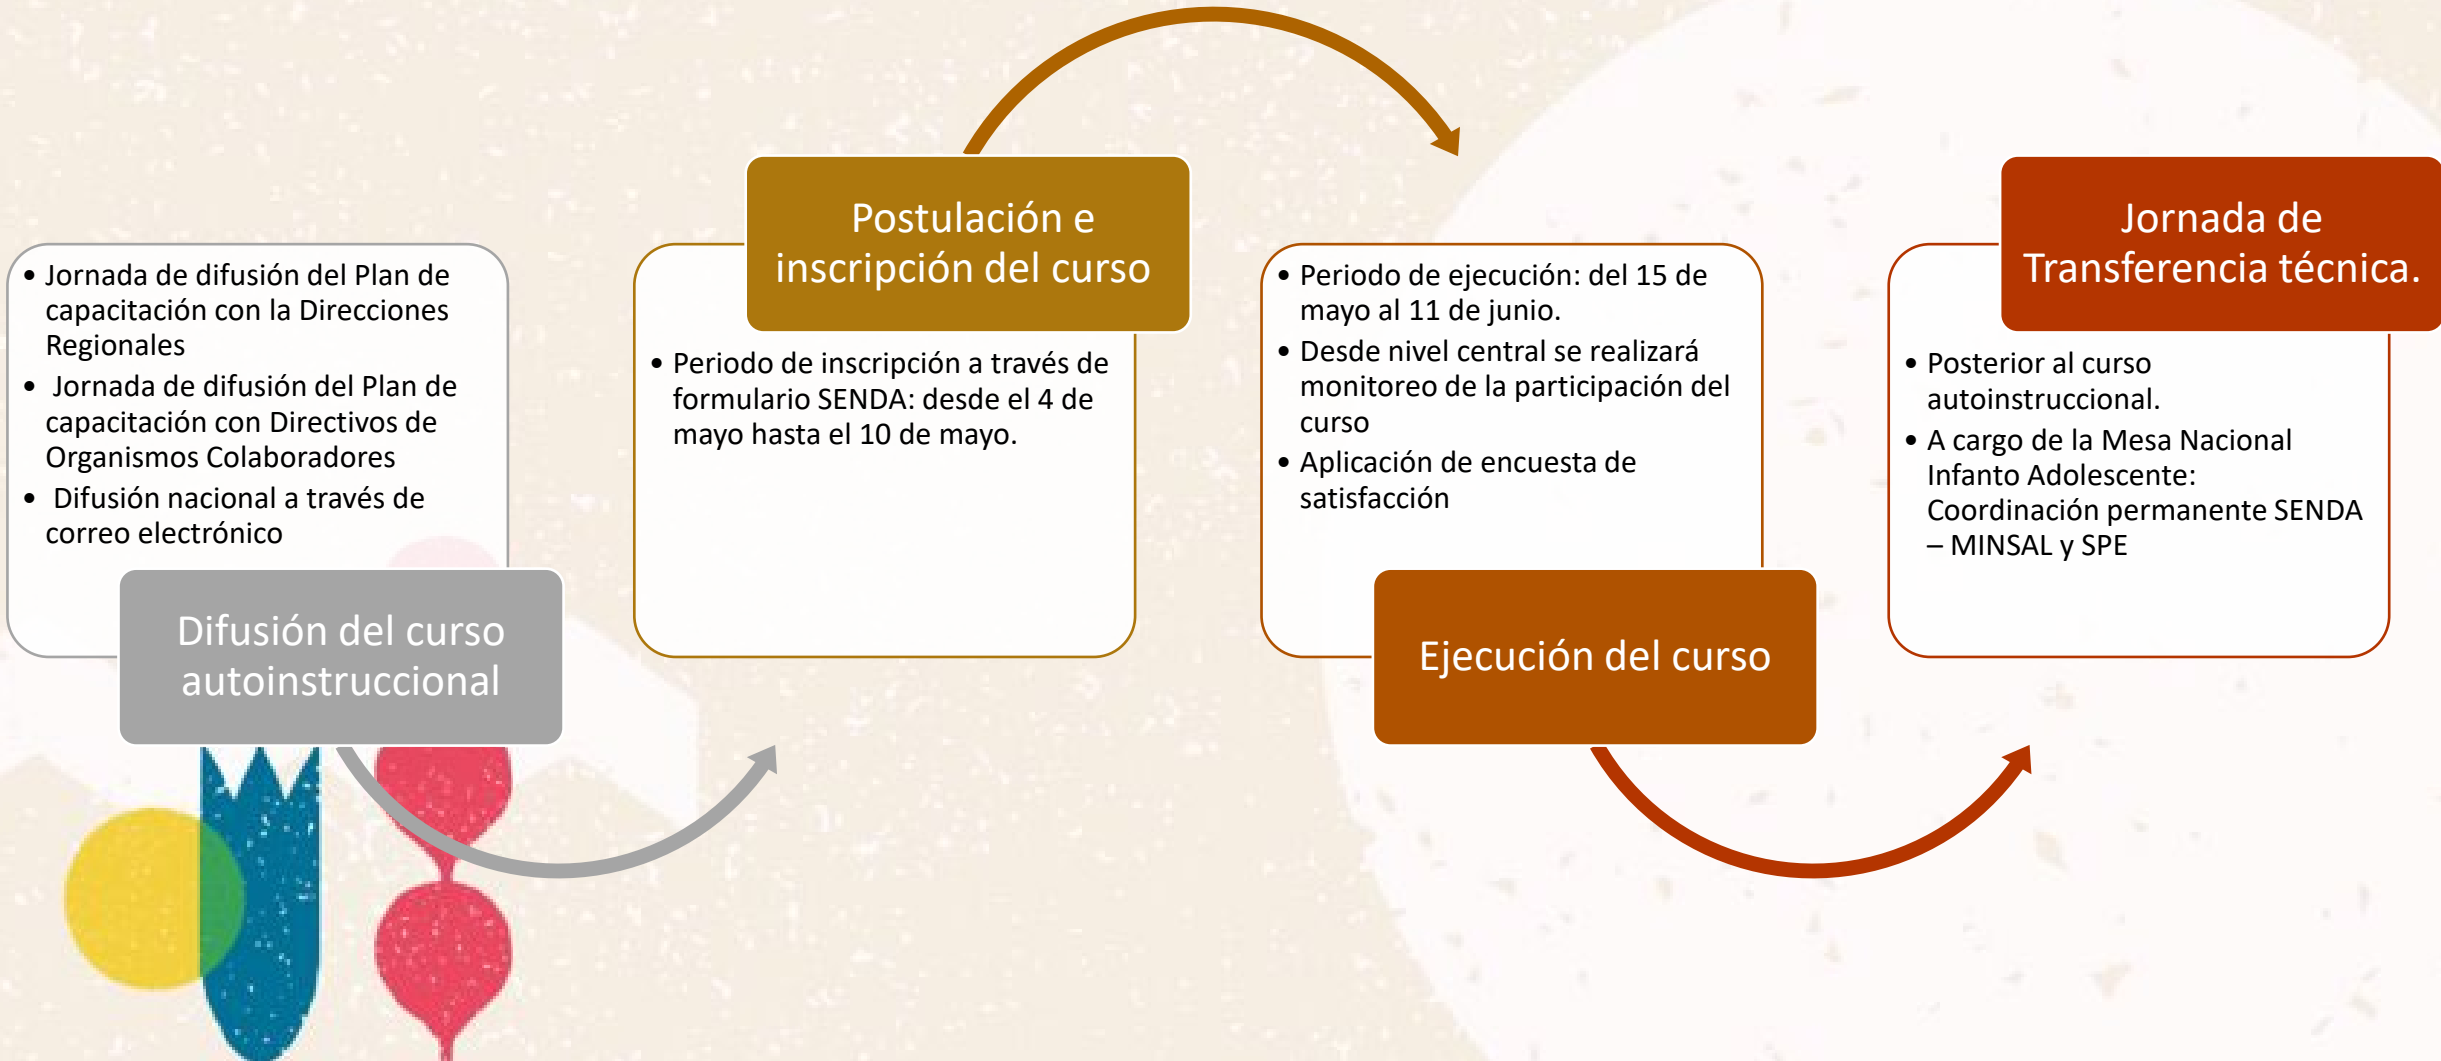 • Jornada de difusión del Plan de
capacitación con la Direcciones
Regionales
• Jornada de difusión del Plan de
capacitación con Directivos de
Organismos Colaboradores
• Difusión nacional a través de
correo electrónico
Difusión del curso
autoinstruccional
Postulación e
inscripción del curso
• Periodo de inscripción a través de
formulario SENDA: desde el 4 de
mayo hasta el 10 de mayo.
• Periodo de ejecución: del 15 de
mayo al 11 de junio.
• Desde nivel central se realizará
monitoreo de la participación del
curso
• Aplicación de encuesta de
satisfacción
Ejecución del curso
Jornada de
Transferencia técnica.
• Posterior al curso
autoinstruccional.
• A cargo de la Mesa Nacional
Infanto Adolescente:
Coordinación permanente SENDA
– MINSAL y SPE